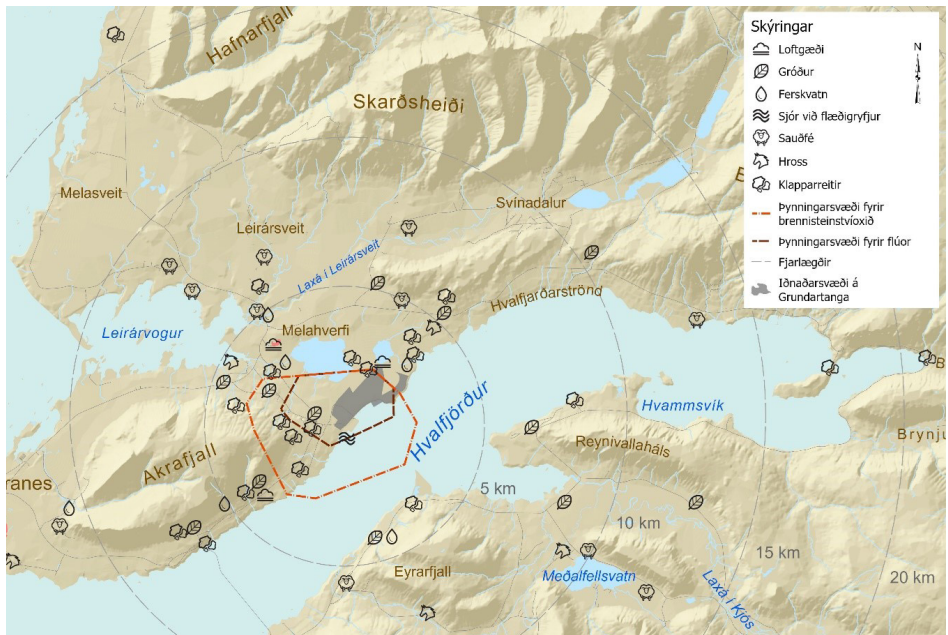 Hafnarfjall
Skarðsheiði
Melasveit
Svínadalur
Leirársveit
Laxá í Leirársveit
Hvalfjarðarströnd
Leirárvogur
Melahverfi
Hvalfjörður
Hvammsvík
Brynju
Reynivallaháls
Akrafjall
ranes
5 km
10 km
15 km
20 km
Eyrarfjall
Meðalfellsvatn
Laxá í Kjós
Skýringar
N
Loftgæði
Gróður
Ferskvatn
Sjór við flæðigryfjur
Sauðfé
Hross
Klapparreitir
Þynningarsvæði fyrir
brennisteinstvíoxið
Þynningarsvæði fyrir flúor
Fjarlægðir
Iðnaðarsvæði á
Grundartanga